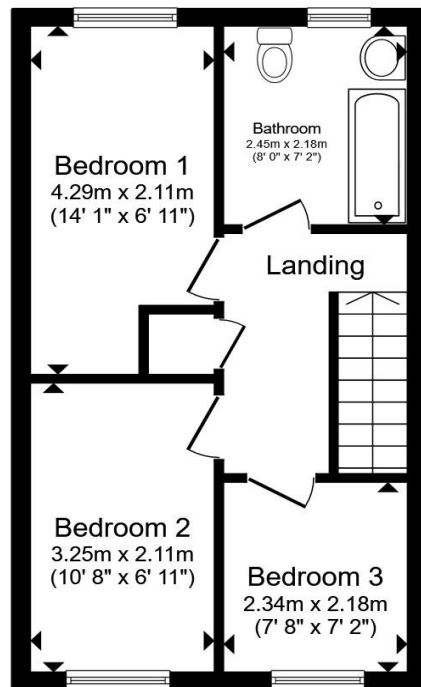 Bedroom 1
4.29m x 2.11m
(14' 1" x 6' 11")
Bathroom
2.45m x 2.18m
(8' 0" x 7' 2")
Landing
Bedroom 2
3.25m x 2.11m
(10' 8" x 6' 11")
Bedroom 3
2.34m x 2.18m
(7' 8" x 7' 2")